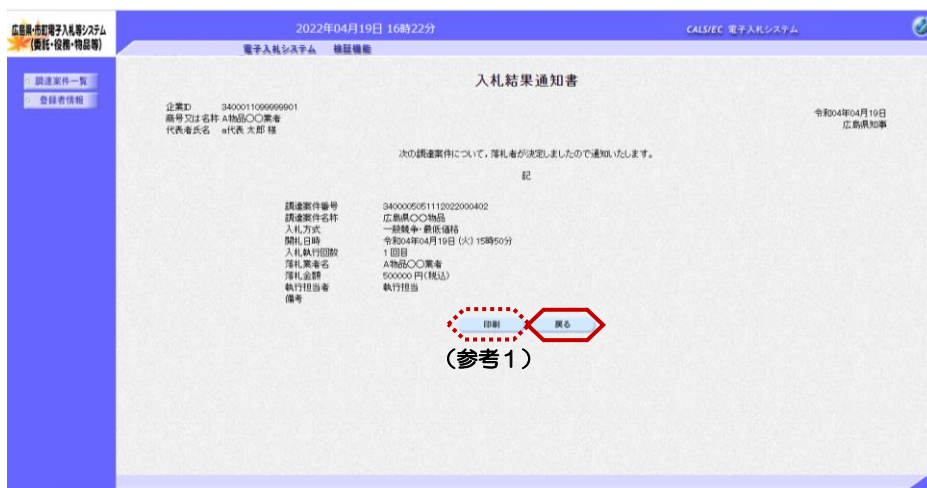 広島県・市町電子入札等システム
(委託・役務・物品等)
2022年04月19日 16時22分
CALS/EC 電子入札システム
電子入札システム 検証機能
調達案件一覧
登録者情報
入札結果通知書
企業ID 3400011099999901
商号又は名称 A物品〇〇業者
代表者氏名 a代表 太郎 様
令和04年04月19日
広島県知事
次の調達案件について，落札者が決定しましたので通知いたします。
記
調達案件番号 3400005051112022000402
調達案件名称 広島県〇〇物品
入札方式 一般競争・最低価格
開札日時 令和04年04月19日 (火) 15時50分
入札執行回数 1 回目
落札業者名 A物品〇〇業者
落札金額 500000 円(税込)
執行担当者 執行担当
備考
印刷 戻る
（参考１）